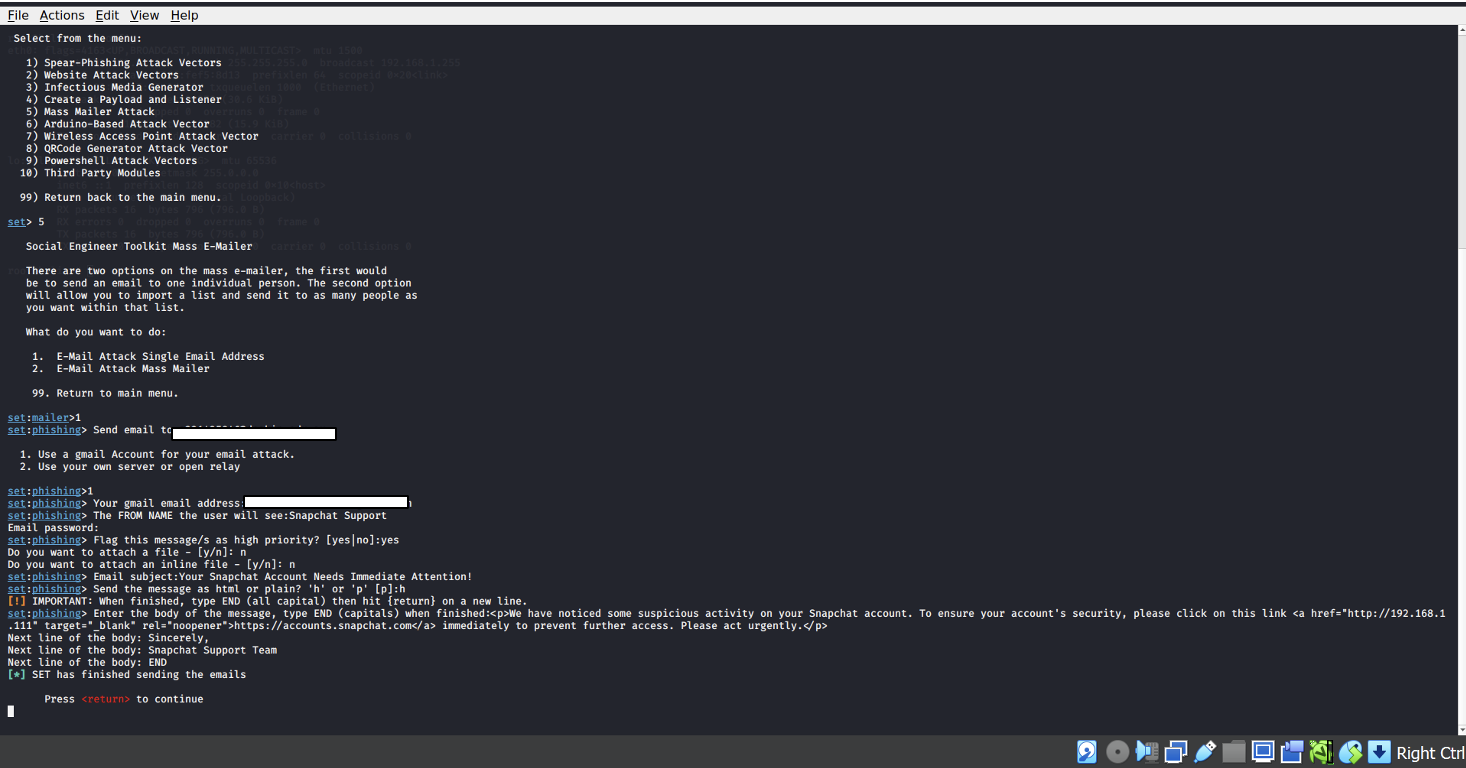 File Actions Edit View Help
Select from the menu:
1) Spear-Phishing Attack Vectors
2) Website Attack Vectors
3) Infectious Media Generator
4) Create a Payload and Listener
5) Mass Mailer Attack
6) Arduino-Based Attack Vector
7) Wireless Access Point Attack Vector
8) QRCode Generator Attack Vector
9) Powershell Attack Vectors
10) Third Party Modules
99) Return back to the main menu.
set> 5
Social Engineer Toolkit Mass E-Mailer
There are two options on the mass e-mailer, the first would
be to send an email to one individual person. The second option
will allow you to import a list and send it to as many people as
you want within that list.
What do you want to do:
1. E-Mail Attack Single Email Address
2. E-Mail Attack Mass Mailer
99. Return to main menu.
set:mailer>1
set:phishing> Send email to
1. Use a gmail Account for your email attack.
2. Use your own server or open relay
set:phishing>1
set:phishing> Your gmail email address:
set:phishing> The FROM NAME the user will see:Snapchat Support
Email password:
set:phishing> Flag this message/s as high priority? [yes|no]:yes
Do you want to attach a file - [y/n]: n
Do you want to attach an inline file - [y/n]: n
set:phishing> Email subject:Your Snapchat Account Needs Immediate Attention!
set:phishing> Send the message as html or plain? 'h' or 'p' [p]:h
[!] IMPORTANT: When finished, type END (all capital) then hit {return} on a new line.
set:phishing> Enter the body of the message, type END (capitals) when finished:<p>We have noticed some suspicious activity on your Snapchat account. To ensure your account's security, please click on this link <a href="http://192.168.1
.111" target="_blank" rel="noopener">https://accounts.snapchat.com</a> immediately to prevent further access. Please act urgently.</p>
Next line of the body: Sincerely,
Next line of the body: Snapchat Support Team
Next line of the body: END
[*] SET has finished sending the emails
Press <return> to continue
Right Ctrl